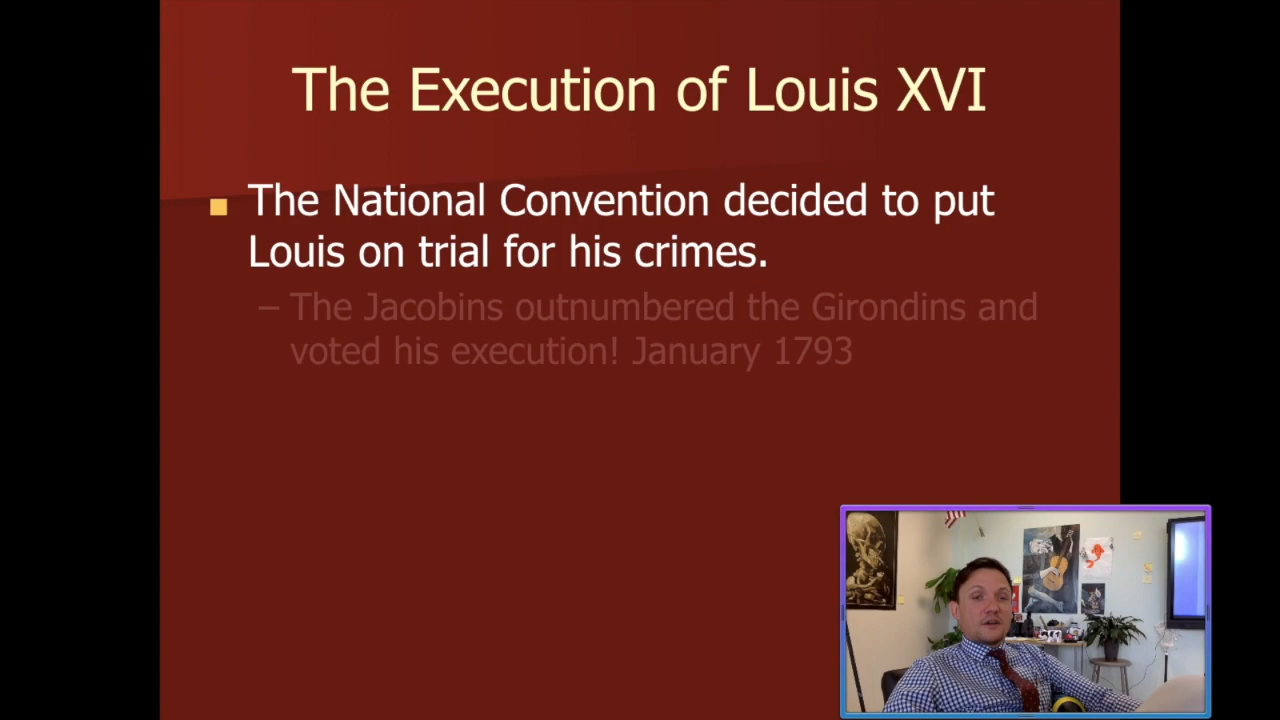 The Execution of Louis XVI
The National Convention decided to put
Louis on trial for his crimes.
– The Jacobins outnumbered the Girondins and
voted his execution! January 1793